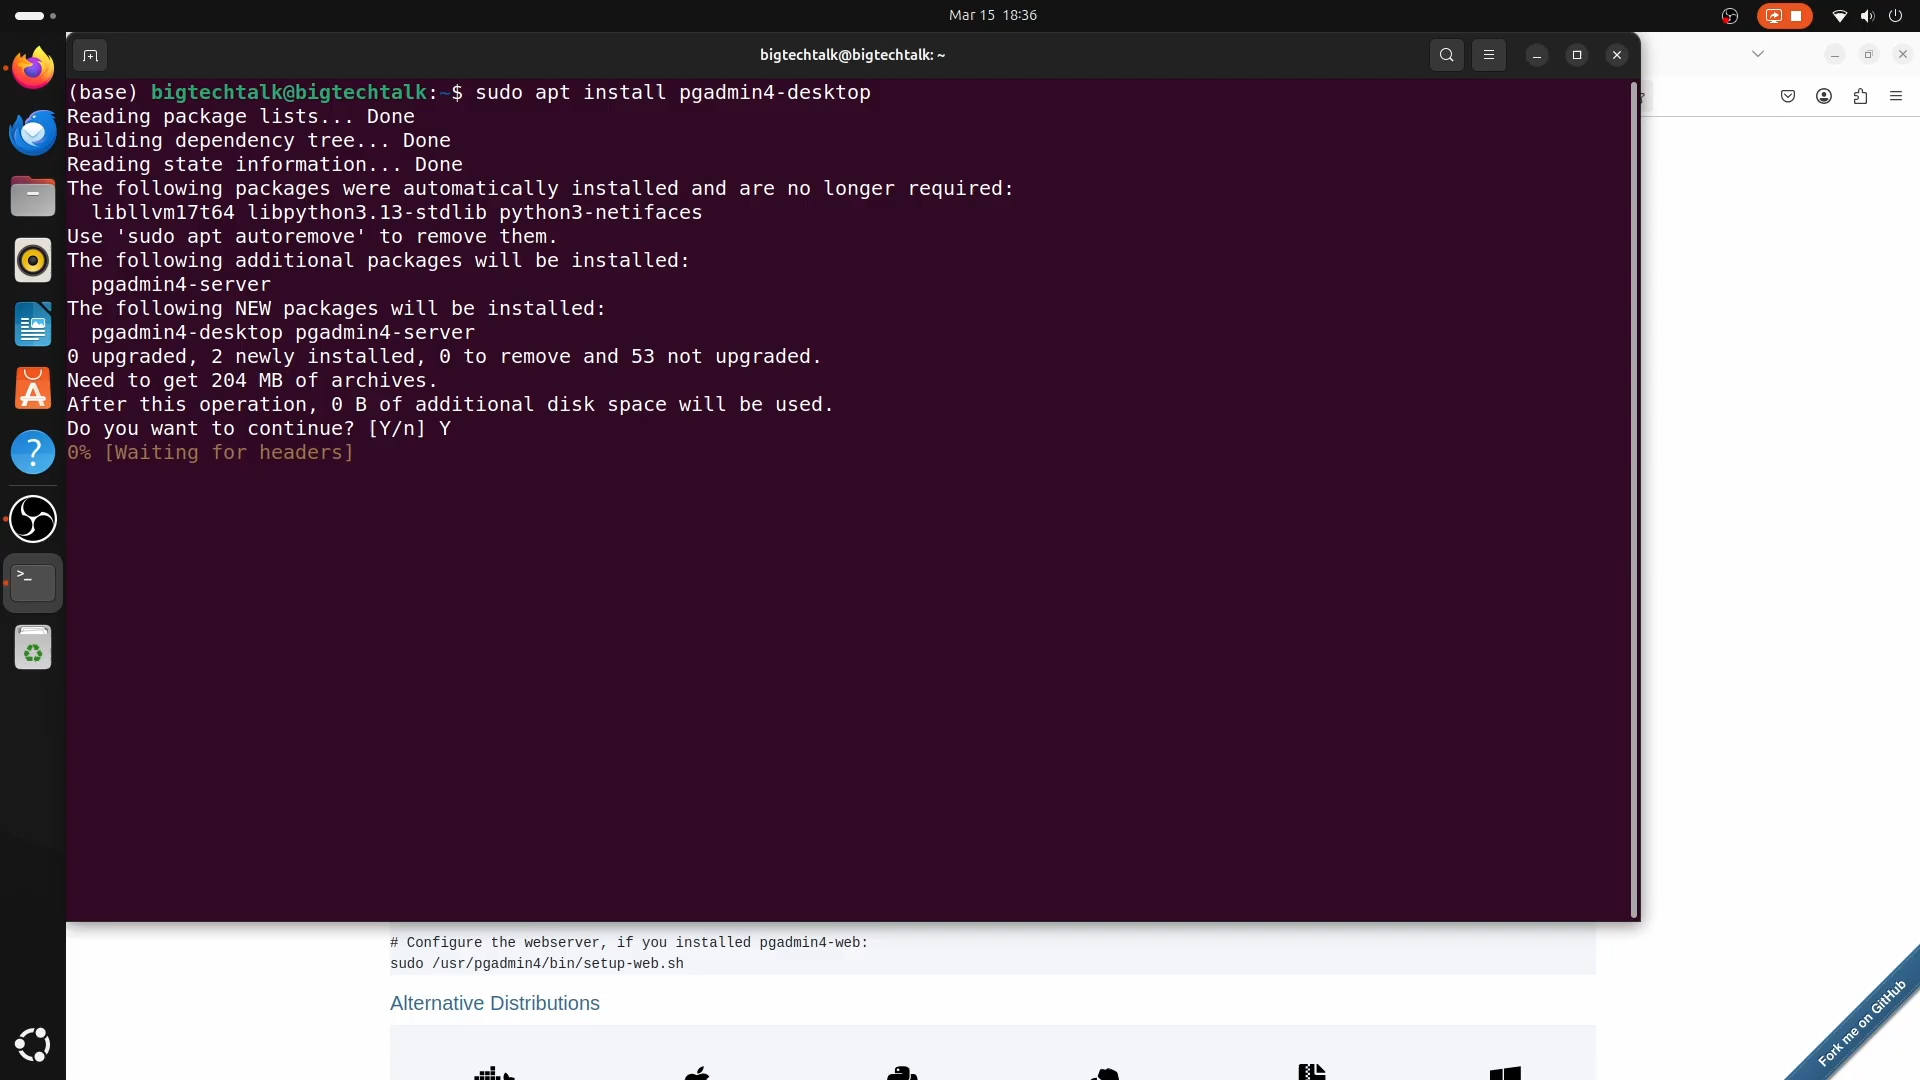 Mar 15 18:36
bigtechtalk@bigtechtalk: ~
(base) bigtechtalk@bigtechtalk:~$ sudo apt install pgadmin4-desktop
Reading package lists... Done
Building dependency tree... Done
Reading state information... Done
The following packages were automatically installed and are no longer required:
  libllvm17t64 libpython3.13-stdlib python3-netifaces
Use 'sudo apt autoremove' to remove them.
The following additional packages will be installed:
  pgadmin4-server
The following NEW packages will be installed:
  pgadmin4-desktop pgadmin4-server
0 upgraded, 2 newly installed, 0 to remove and 53 not upgraded.
Need to get 204 MB of archives.
After this operation, 0 B of additional disk space will be used.
Do you want to continue? [Y/n] Y
0% [Waiting for headers]
# Configure the webserver, if you installed pgadmin4-web:
sudo /usr/pgadmin4/bin/setup-web.sh
Alternative Distributions
Fork me on GitHub